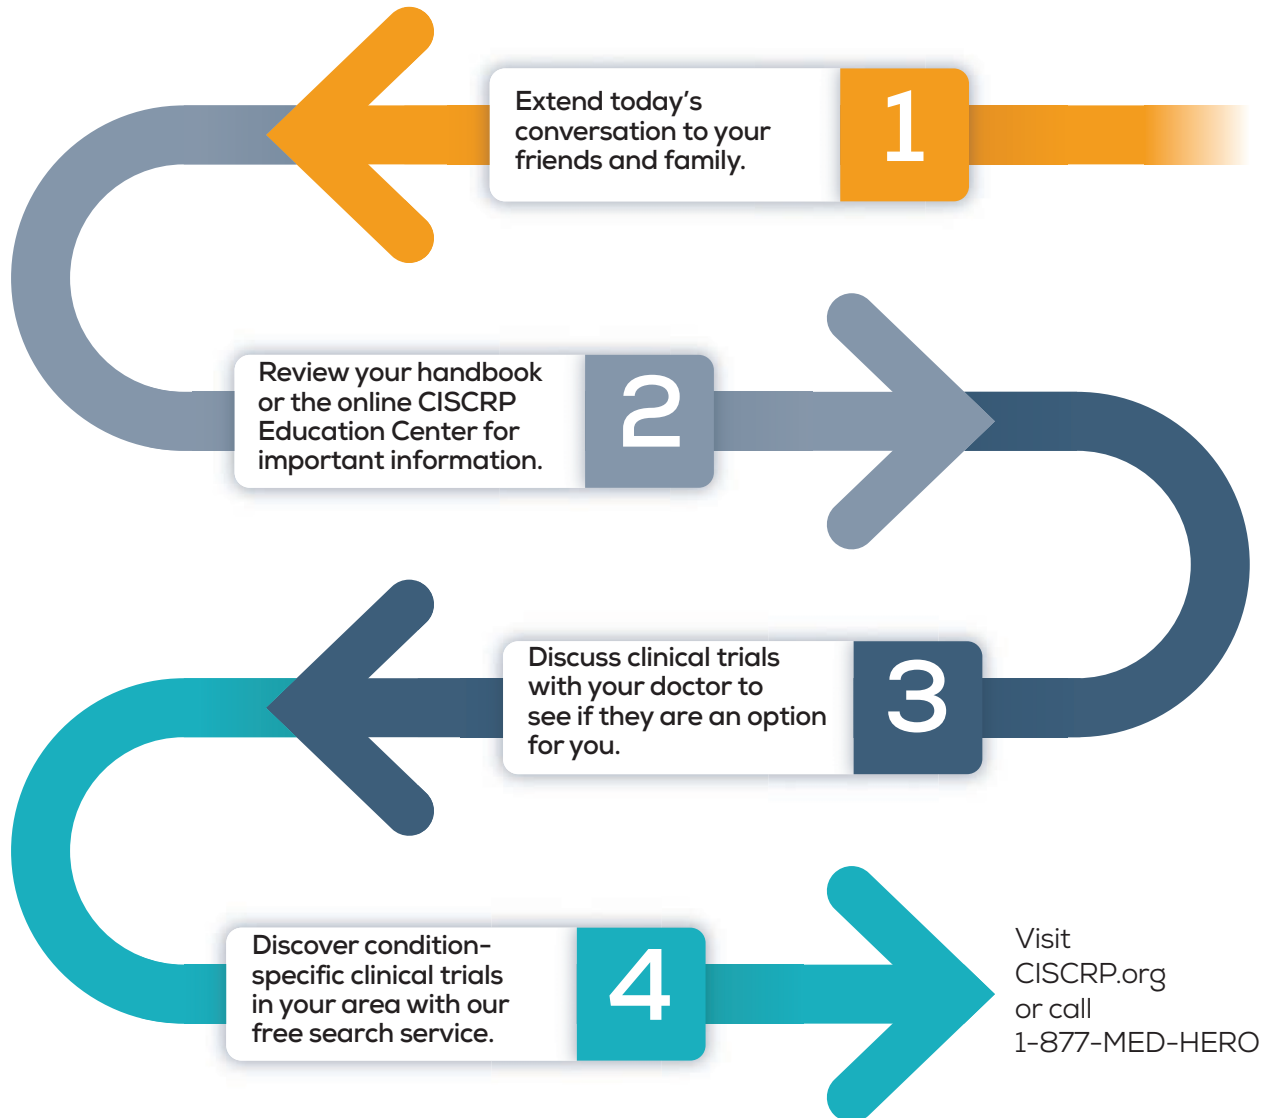 Extend today's
conversation to your
friends and family.
1
Review your handbook
or the online CISCRP
Education Center for
important information.
2
Discuss clinical trials
with your doctor to
see if they are an option
for you.
3
Discover condition-
specific clinical trials
in your area with our
free search service.
4
Visit
CISCRP.org
or call
1-877-MED-HERO